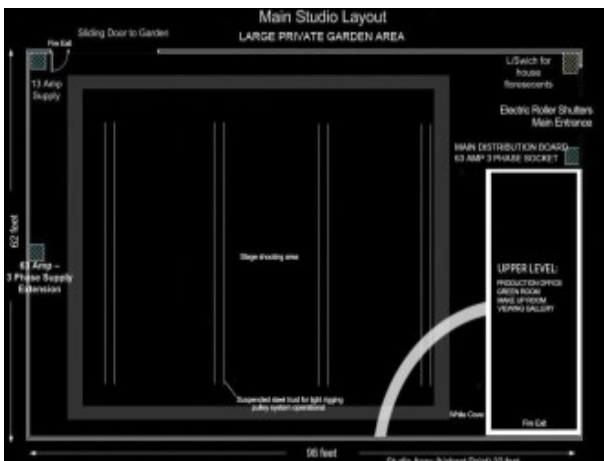 Main Studio Layout
Sliding Door to Garden
LARGE PRIVATE GARDEN AREA
Fire Exit
13 Amp
Supply
L/Swich for
house
floresecents
Electric Roller Shutters
Main Entrance
MAIN DISTRIBUTION BOARD
63 AMP 3 PHASE SOCKET
62 feet
63 Amp –
3 Phase Supply
Extension
Stage shooting area
UPPER LEVEL:
PRODUCTION OFFICE
GREEN ROOM
MAKE UP ROOM
VIEWING GALLERY
Suspended steel trust for light rigging
pulley system operational
White Cove
Fire Exit
98 feet